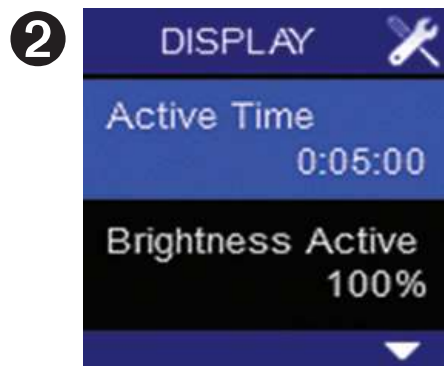 2
DISPLAY
Active Time
0:05:00
Brightness Active
100%